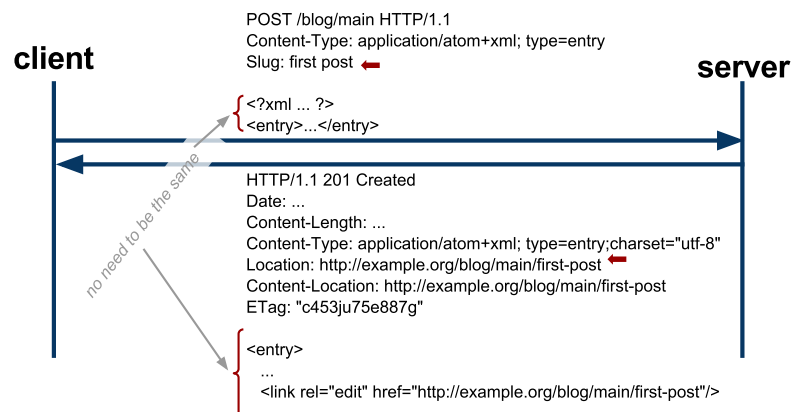 POST /blog/main HTTP/1.1
Content-Type: application/atom+xml; type=entry
Slug: first post
client
server
<?xml ... ?>
<entry>...</entry>
no need to be the same
HTTP/1.1 201 Created
Date: ...
Content-Length: ...
Content-Type: application/atom+xml; type=entry;charset="utf-8"
Location: http://example.org/blog/main/first-post
Content-Location: http://example.org/blog/main/first-post
ETag: "c453ju75e887g"
<entry>
...
<link rel="edit" href="http://example.org/blog/main/first-post"/>